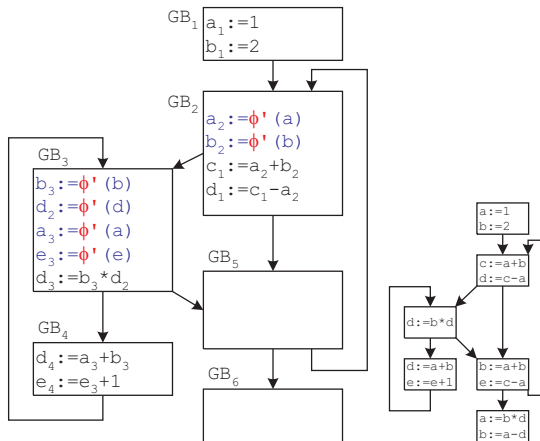 GB₁
a₁:=1
b₁:=2
GB₂
a₂:=ϕ'(a)
b₂:=ϕ'(b)
c₁:=a₂+b₂
d₁:=c₁-a₂
GB₃
b₃:=ϕ'(b)
d₂:=ϕ'(d)
a₃:=ϕ'(a)
e₃:=ϕ'(e)
d₃:=b₃*d₂
GB₅
GB₄
d₄:=a₃+b₃
e₄:=e₃+1
GB₆
a:=1
b:=2
c:=a+b
d:=c-a
d:=b*d
d:=a+b
e:=e+1
b:=a+b
e:=c-a
a:=b*d
b:=a-d